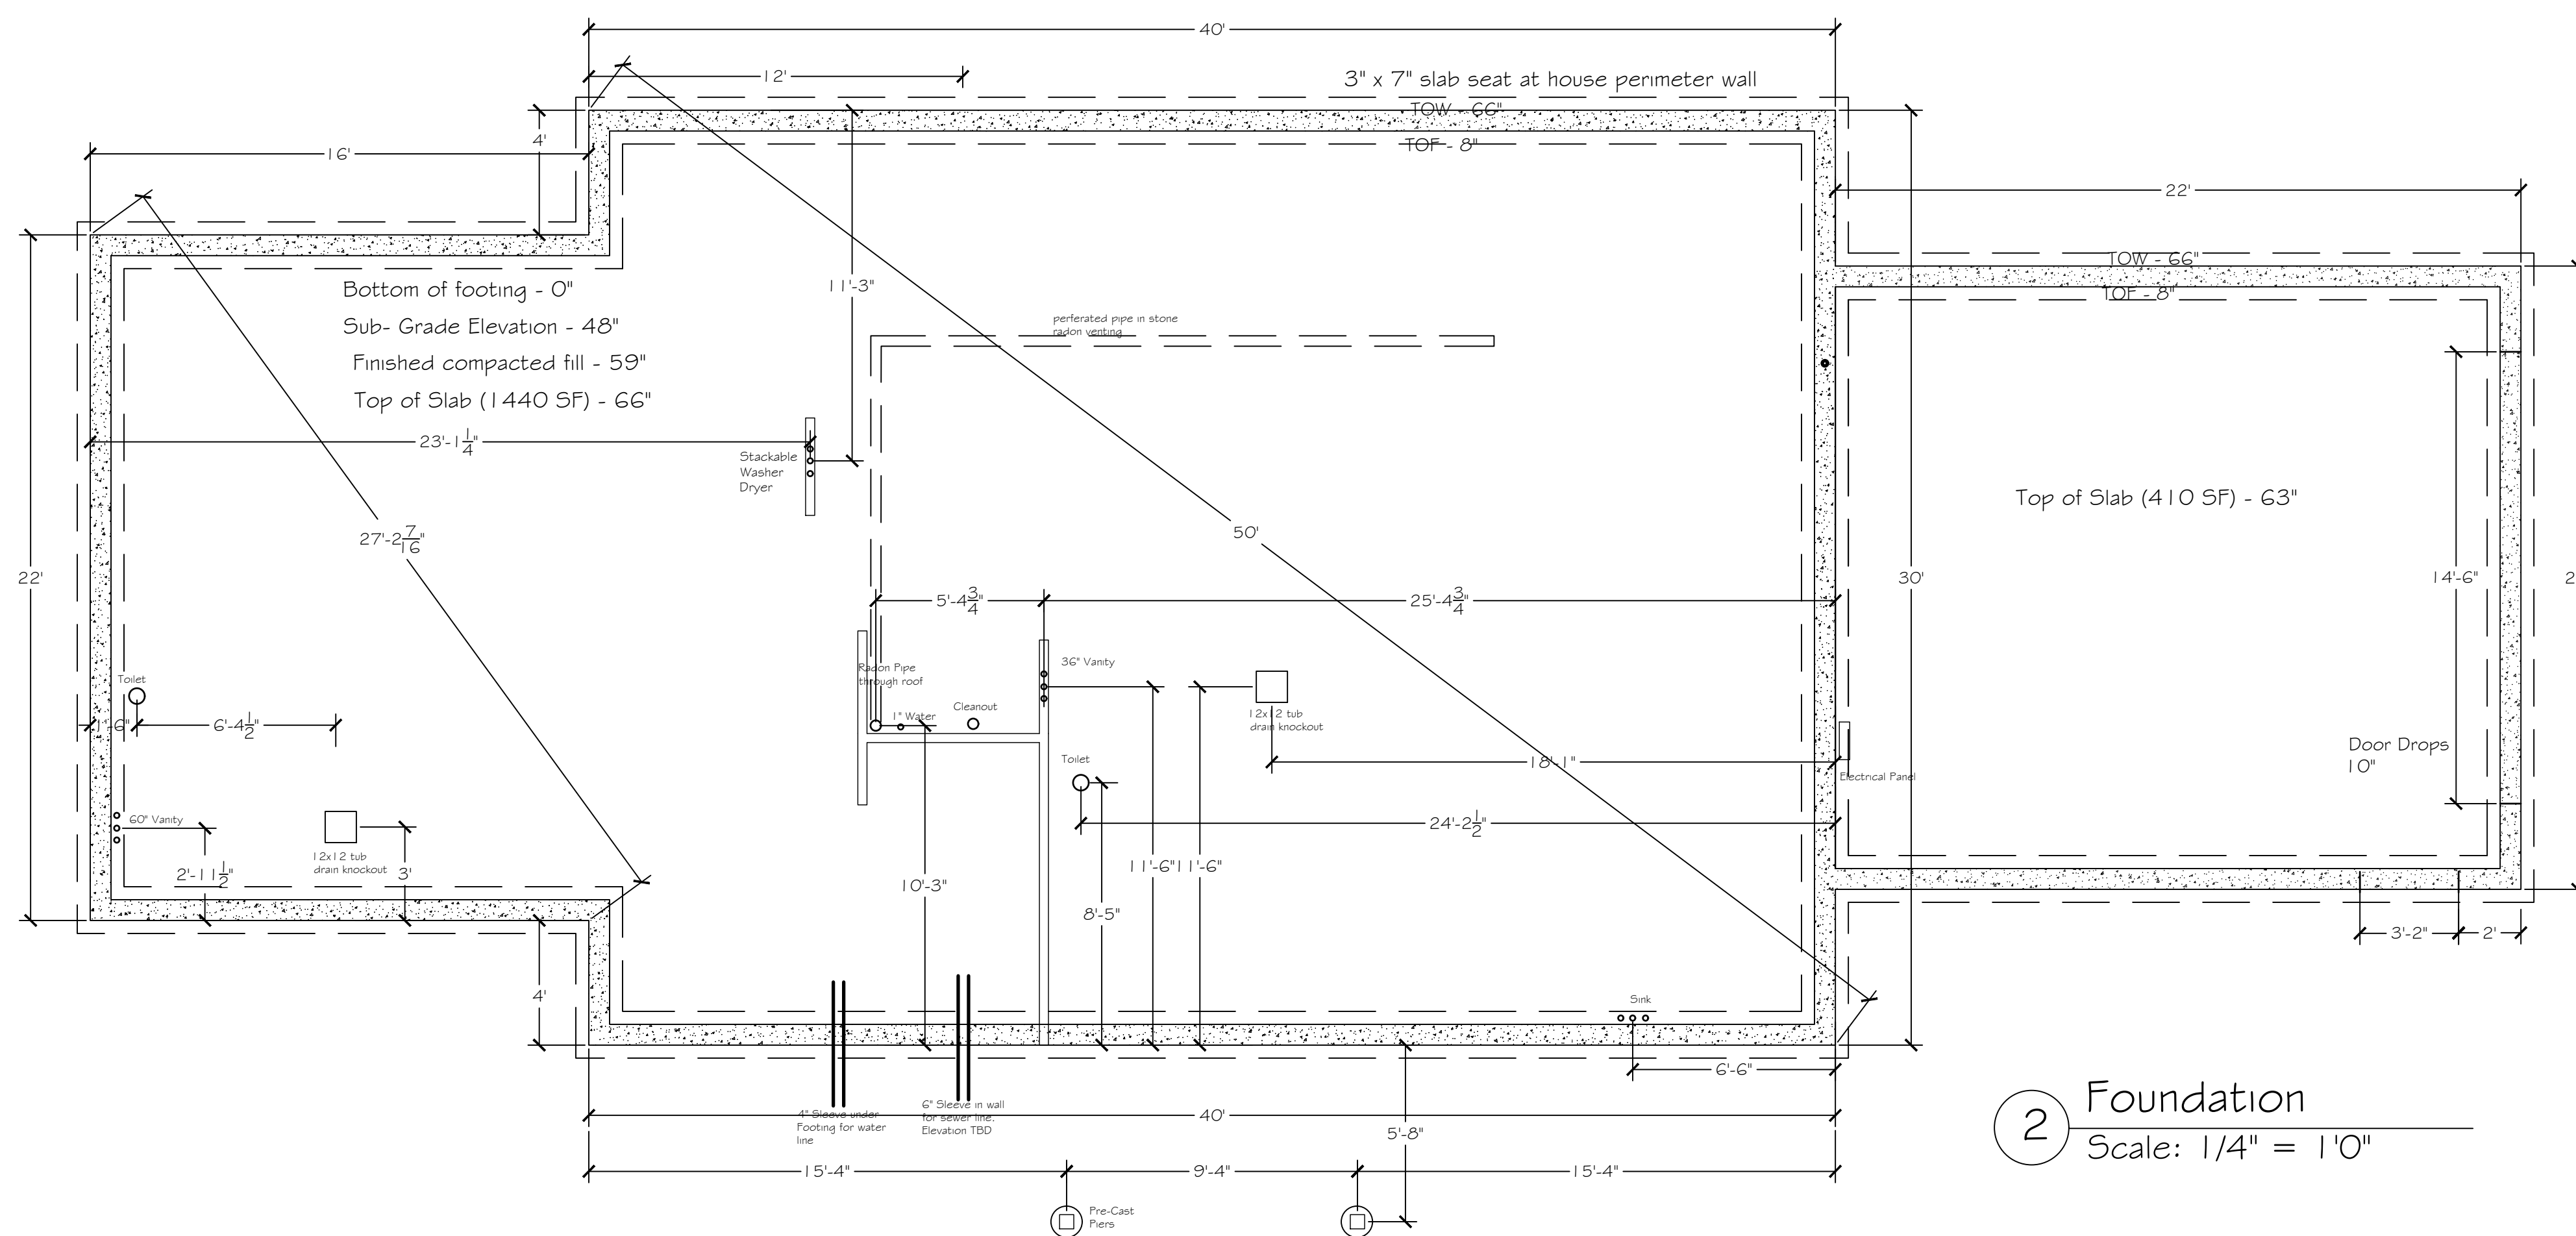 40'
12'
3" x 7" slab seat at house perimeter wall
TOW - 66"
4'
TOF - 8"
16'
22'
TOW - 66"
TOF - 8"
Bottom of footing - 0"
11'-3"
Sub- Grade Elevation - 48"
perferated pipe in stone
radon venting
Finished compacted fill - 59"
Top of Slab (1440 SF) - 66"
23'-1 1/4"
Stackable
Washer
Dryer
Top of Slab (410 SF) - 63"
27'-2 7/16"
50'
22'
30'
14'-6"
5'-4 3/4"
25'-4 3/4"
36" Vanity
Radon Pipe
through roof
Toilet
Cleanout
1" Water
12x12 tub
drain knockout
1'-6"
6'-4 1/2"
Toilet
18'-1"
Door Drops
10"
Electrical Panel
60" Vanity
24'-2 1/2"
12x12 tub
drain knockout
2'-11 1/2"
3'
11'-6"
11'-6"
10'-3"
8'-5"
3'-2"
2'
4'
Sink
6'-6"
4" Sleeve under
Footing for water
line
6" Sleeve in wall
for sewer line.
Elevation TBD
40'
5'-8"
15'-4"
9'-4"
15'-4"
Pre-Cast
Piers
2
Foundation
Scale: 1/4" = 1'0"